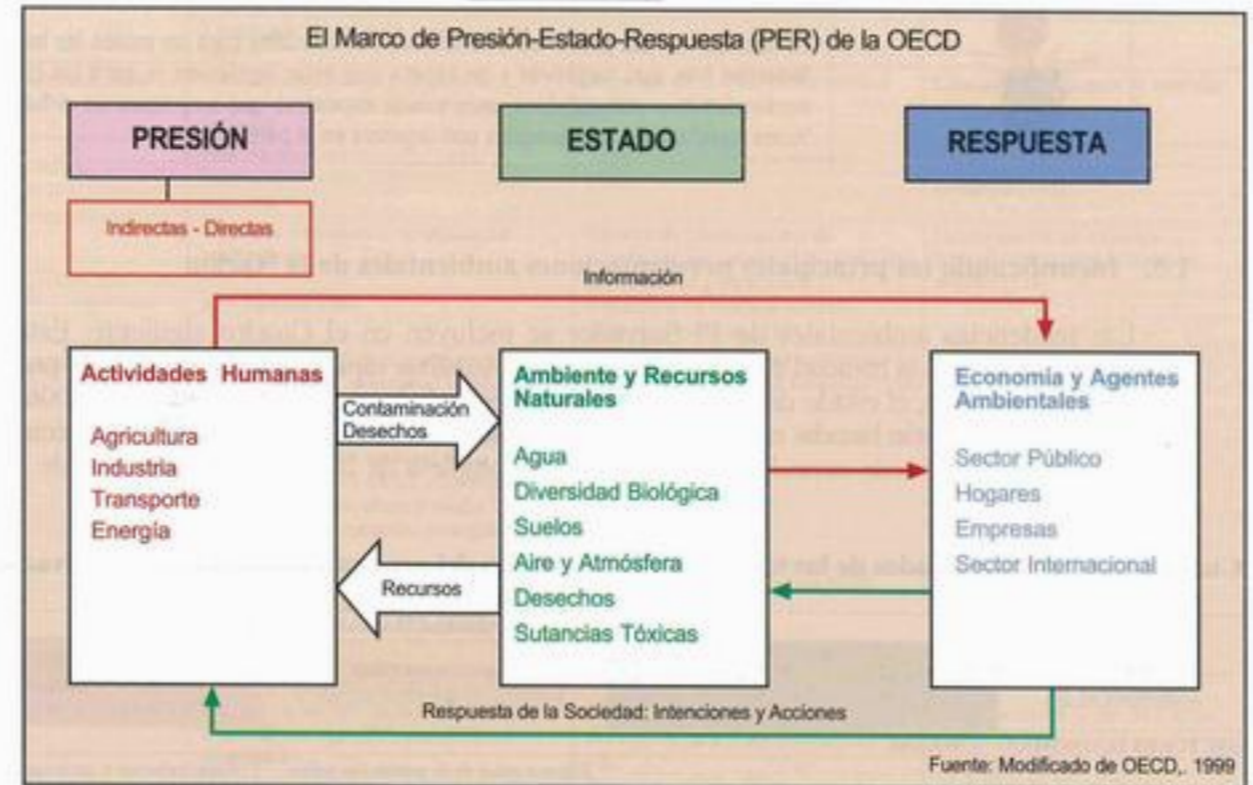 El Marco de Presión-Estado-Respuesta (PER) de la OECD
PRESIÓN
ESTADO
RESPUESTA
Indirectas - Directas
Información
Actividades Humanas
Agricultura
Industria
Transporte
Energía
Contaminación
Desechos
Recursos
Ambiente y Recursos
Naturales
Agua
Diversidad Biológica
Suelos
Aire y Atmósfera
Desechos
Sutancias Tóxicas
Economía y Agentes
Ambientales
Sector Público
Hogares
Empresas
Sector Internacional
Respuesta de la Sociedad: Intenciones y Acciones
Fuente: Modificado de OECD,. 1999